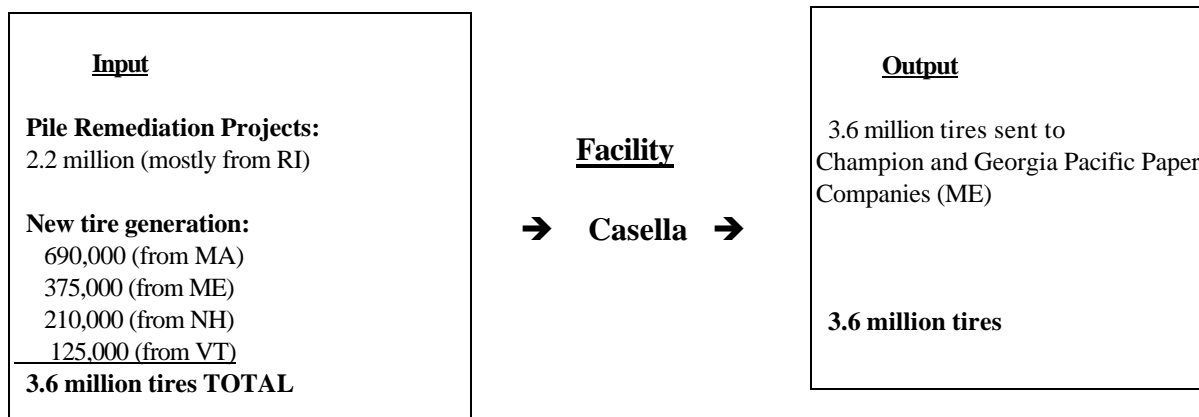 Input
Pile Remediation Projects:
2.2 million (mostly from RI)
New tire generation:
690,000 (from MA)
375,000 (from ME)
210,000 (from NH)
125,000 (from VT)
3.6 million tires TOTAL
Facility
➔ Casella ➔
Output
3.6 million tires sent to
Champion and Georgia Pacific Paper
Companies (ME)
3.6 million tires